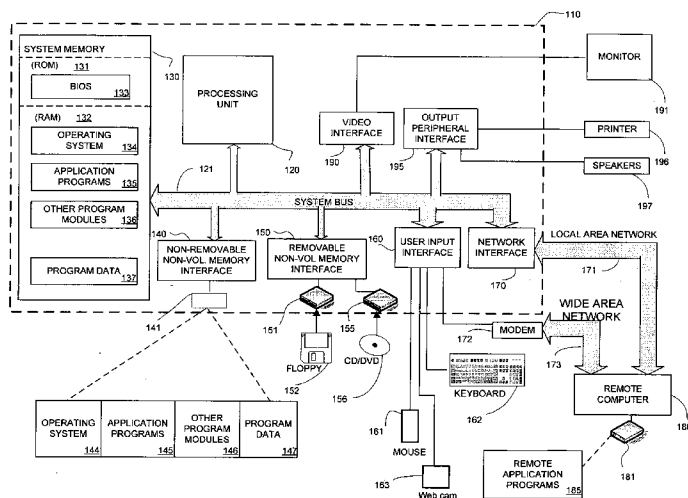 110
SYSTEM MEMORY
(ROM) 131
BIOS 133
130
(RAM) 132
OPERATING SYSTEM 134
APPLICATION PROGRAMS 135
OTHER PROGRAM MODULES 136
PROGRAM DATA 137
PROCESSING UNIT
120
121
SYSTEM BUS
VIDEO INTERFACE
190
OUTPUT PERIPHERAL INTERFACE
195
MONITOR
191
PRINTER
196
SPEAKERS
197
140
NON-REMOVABLE NON-VOL. MEMORY INTERFACE
150
REMOVABLE NON-VOL. MEMORY INTERFACE
160
USER INPUT INTERFACE
NETWORK INTERFACE
170
LOCAL AREA NETWORK
171
141
151
155
FLOPPY
152
CD/DVD
156
WIDE AREA NETWORK
172
MODEM
173
KEYBOARD
162
161
MOUSE
163
Web cam
REMOTE COMPUTER
180
181
REMOTE APPLICATION PROGRAMS 185
OPERATING SYSTEM 144
APPLICATION PROGRAMS 145
OTHER PROGRAM MODULES 146
PROGRAM DATA 147